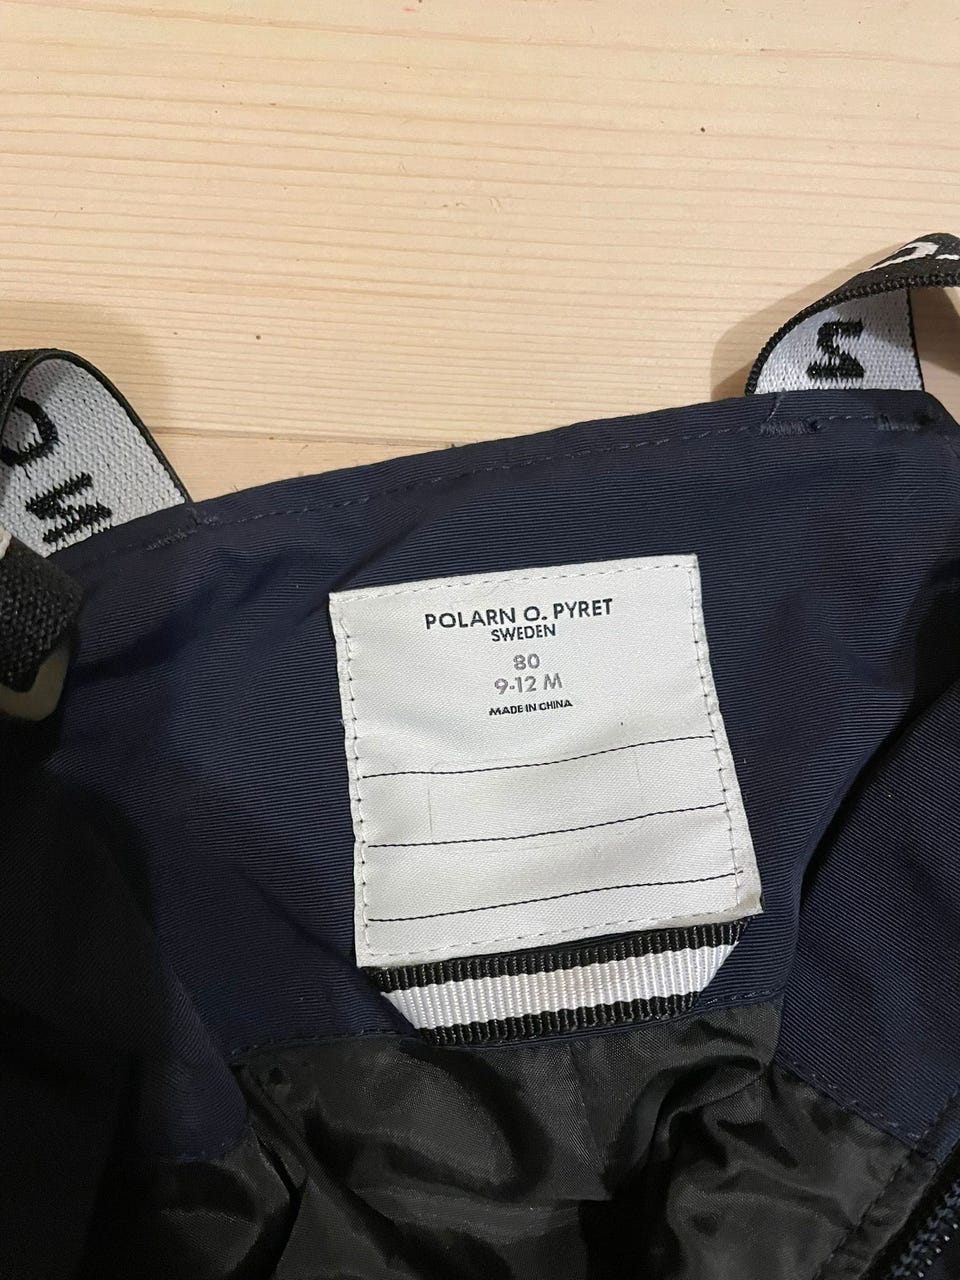 POLARN O. PYRET
SWEDEN
80
9-12 M
MADE IN CHINA